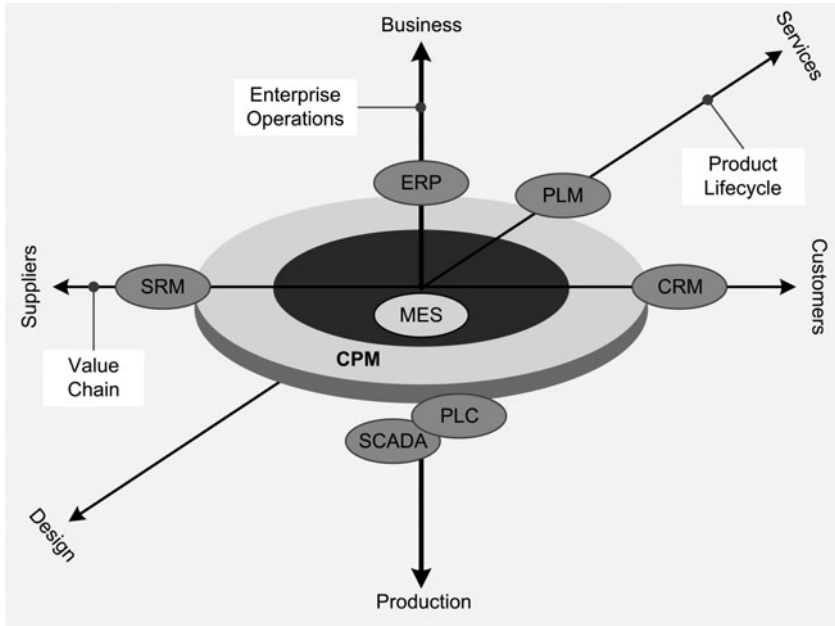 Business
Services
Enterprise
Operations
Product
Lifecycle
ERP
PLM
Suppliers
SRM
CRM
Customers
MES
Value
Chain
CPM
PLC
SCADA
Design
Production